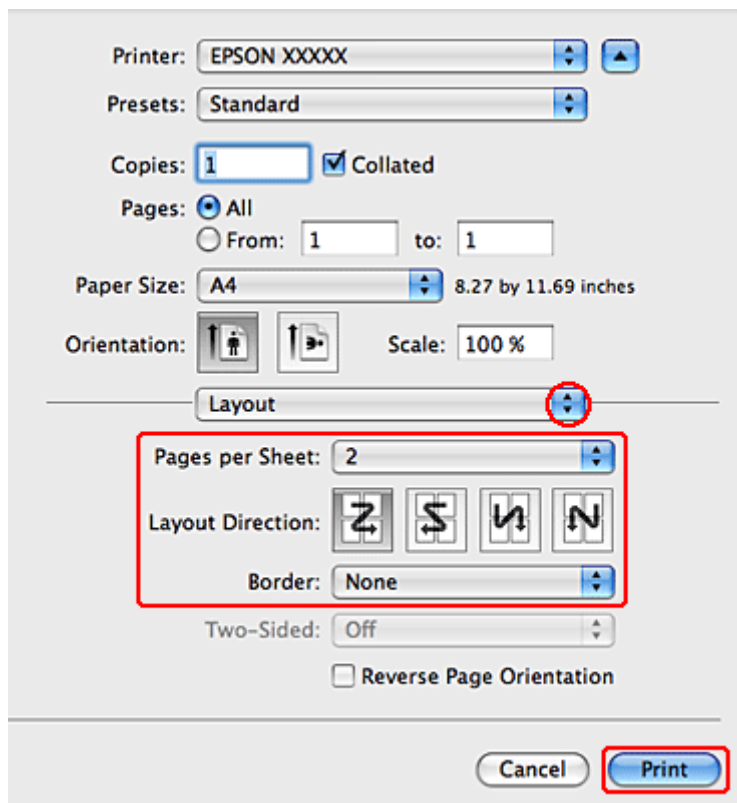 Printer: EPSON XXXXX
Presets: Standard
Copies: 1 Collated
Pages: All
From: 1 to: 1
Paper Size: A4 8.27 by 11.69 inches
Orientation: Scale: 100 %
Layout
Pages per Sheet: 2
Layout Direction:
Border: None
Two-Sided: Off
Reverse Page Orientation
Cancel Print